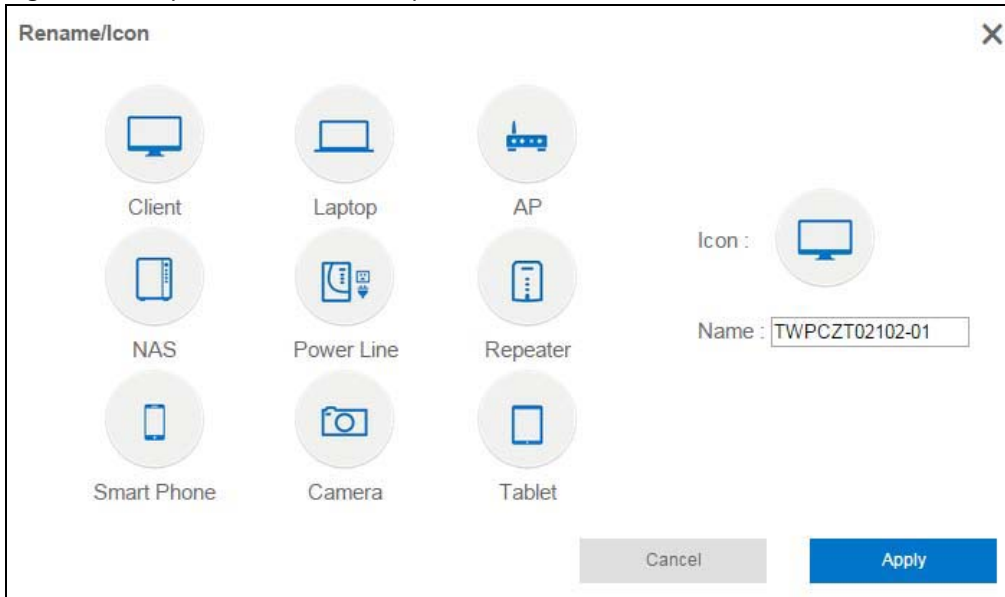 Rename/Icon
Client Laptop AP
Icon :
NAS Power Line Repeater
Name : TWPCZT02102-01
Smart Phone Camera Tablet
Cancel Apply